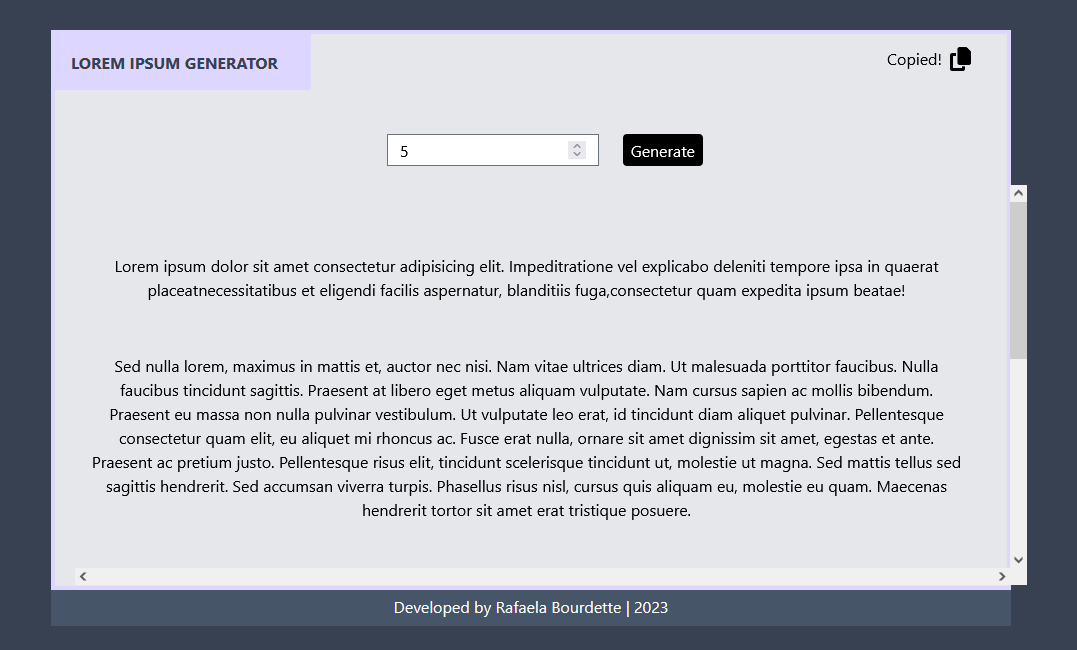 LOREM IPSUM GENERATOR
Copied!
5
Generate
Lorem ipsum dolor sit amet consectetur adipisicing elit. Impeditratione vel explicabo deleniti tempore ipsa in quaerat
placeatnecessitatibus et eligendi facilis aspernatur, blanditiis fuga,consectetur quam expedita ipsum beatae!
Sed nulla lorem, maximus in mattis et, auctor nec nisi. Nam vitae ultrices diam. Ut malesuada porttitor faucibus. Nulla
faucibus tincidunt sagittis. Praesent at libero eget metus aliquam vulputate. Nam cursus sapien ac mollis bibendum.
Praesent eu massa non nulla pulvinar vestibulum. Ut vulputate leo erat, id tincidunt diam aliquet pulvinar. Pellentesque
consectetur quam elit, eu aliquet mi rhoncus ac. Fusce erat nulla, ornare sit amet dignissim sit amet, egestas et ante.
Praesent ac pretium justo. Pellentesque risus elit, tincidunt scelerisque tincidunt ut, molestie ut magna. Sed mattis tellus sed
sagittis hendrerit. Sed accumsan viverra turpis. Phasellus risus nisl, cursus quis aliquam eu, molestie eu quam. Maecenas
hendrerit tortor sit amet erat tristique posuere.
Developed by Rafaela Bourdette | 2023